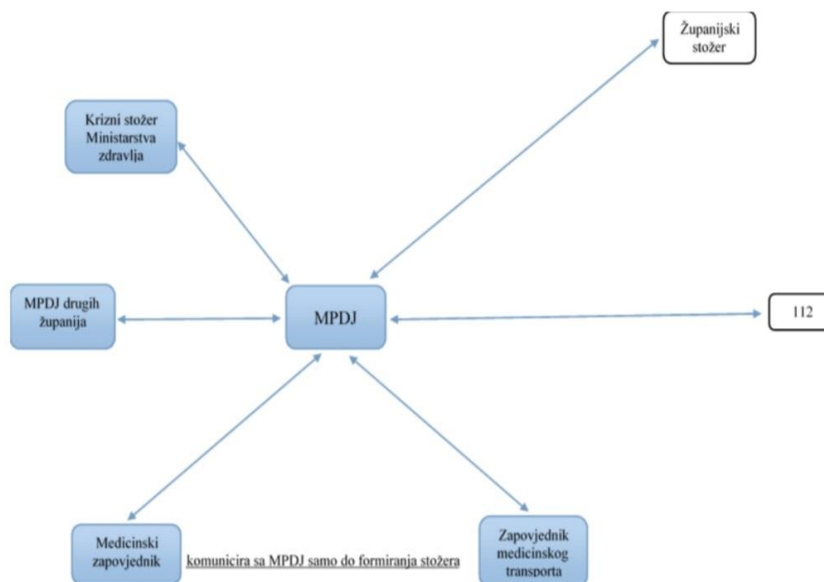 Županijski
stožer
Krizni stožer
Ministarstva
zdravlja
MPDJ drugih
županija
MPDJ
112
Medicinski
zapovjednik
komunicira sa MPDJ samo do formiranja stožera
Zapovjednik
medicinskog
transporta